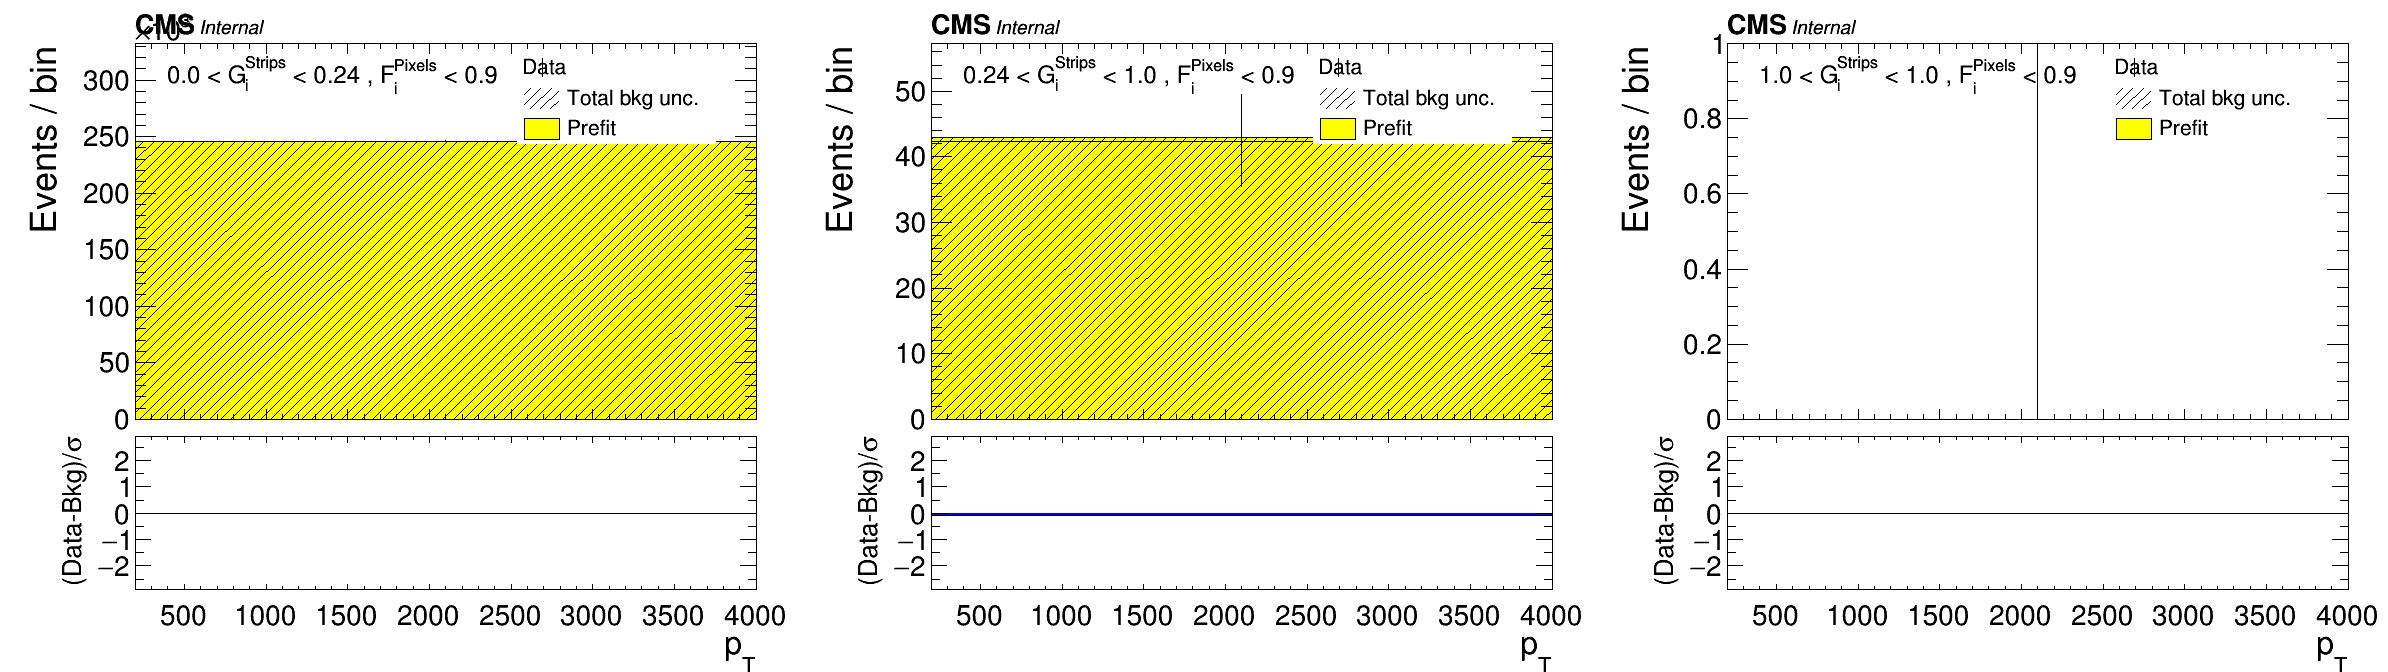 CMS Internal
×10³
Events / bin
0.0 < G_i^Strips < 0.24 , F_i^Pixels < 0.9
Data
Total bkg unc.
Prefit
300
250
200
150
100
50
0
(Data-Bkg)/σ
2
1
0
−1
−2
500 1000 1500 2000 2500 3000 3500 4000
p_T
CMS Internal
Events / bin
0.24 < G_i^Strips < 1.0 , F_i^Pixels < 0.9
Data
Total bkg unc.
Prefit
50
40
30
20
10
0
(Data-Bkg)/σ
2
1
0
−1
−2
500 1000 1500 2000 2500 3000 3500 4000
p_T
CMS Internal
Events / bin
1.0 < G_i^Strips < 1.0 , F_i^Pixels < 0.9
Data
Total bkg unc.
Prefit
1
0.8
0.6
0.4
0.2
0
(Data-Bkg)/σ
2
1
0
−1
−2
500 1000 1500 2000 2500 3000 3500 4000
p_T